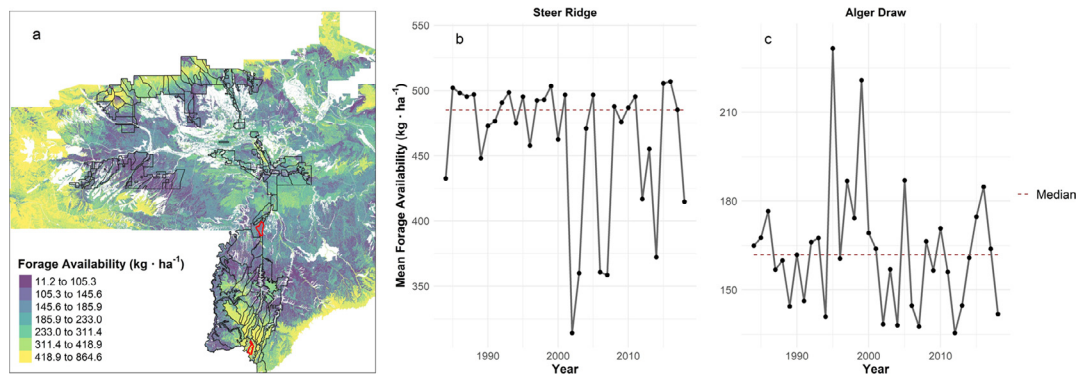 a
Forage Availability (kg · ha⁻¹)
11.2 to 105.3
105.3 to 145.6
145.6 to 185.9
185.9 to 233.0
233.0 to 311.4
311.4 to 418.9
418.9 to 864.6
Steer Ridge
b
Mean Forage Availability (kg · ha⁻¹)
550
500
450
400
350
1990 2000 2010
Year
Alger Draw
c
210
180
150
1990 2000 2010
Year
Median